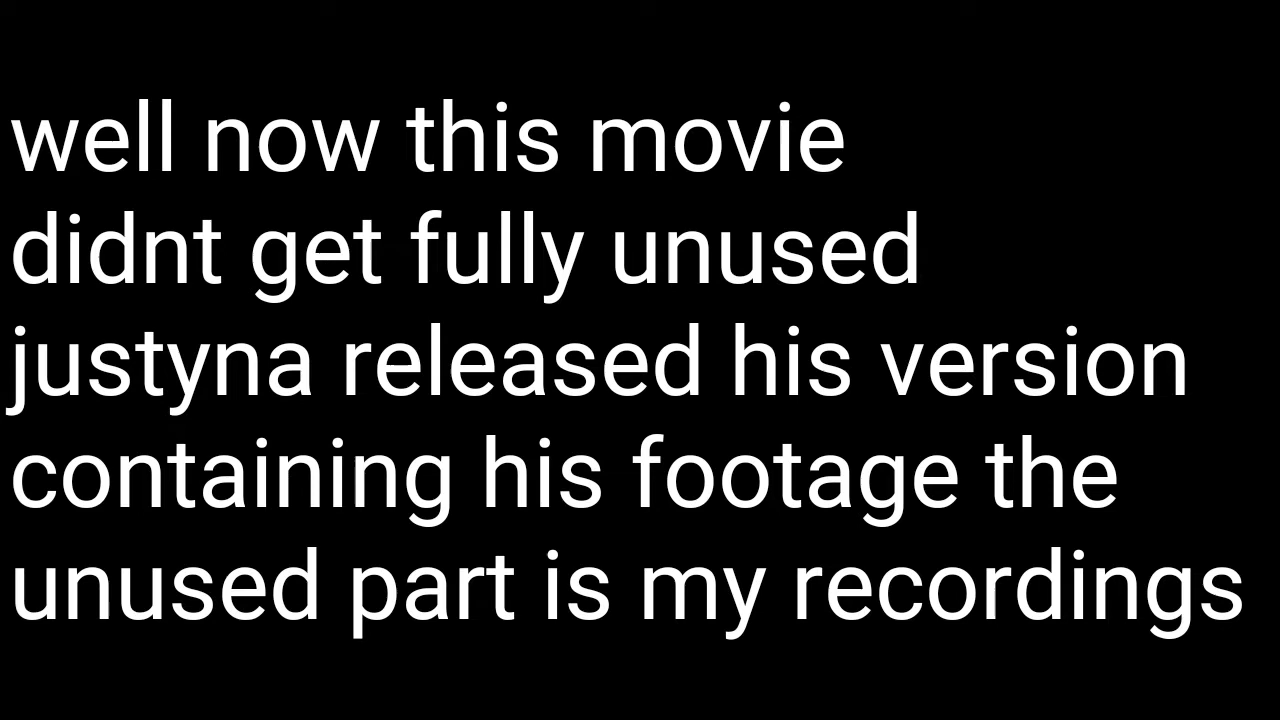 well now this movie
didnt get fully unused
justyna released his version
containing his footage the
unused part is my recordings